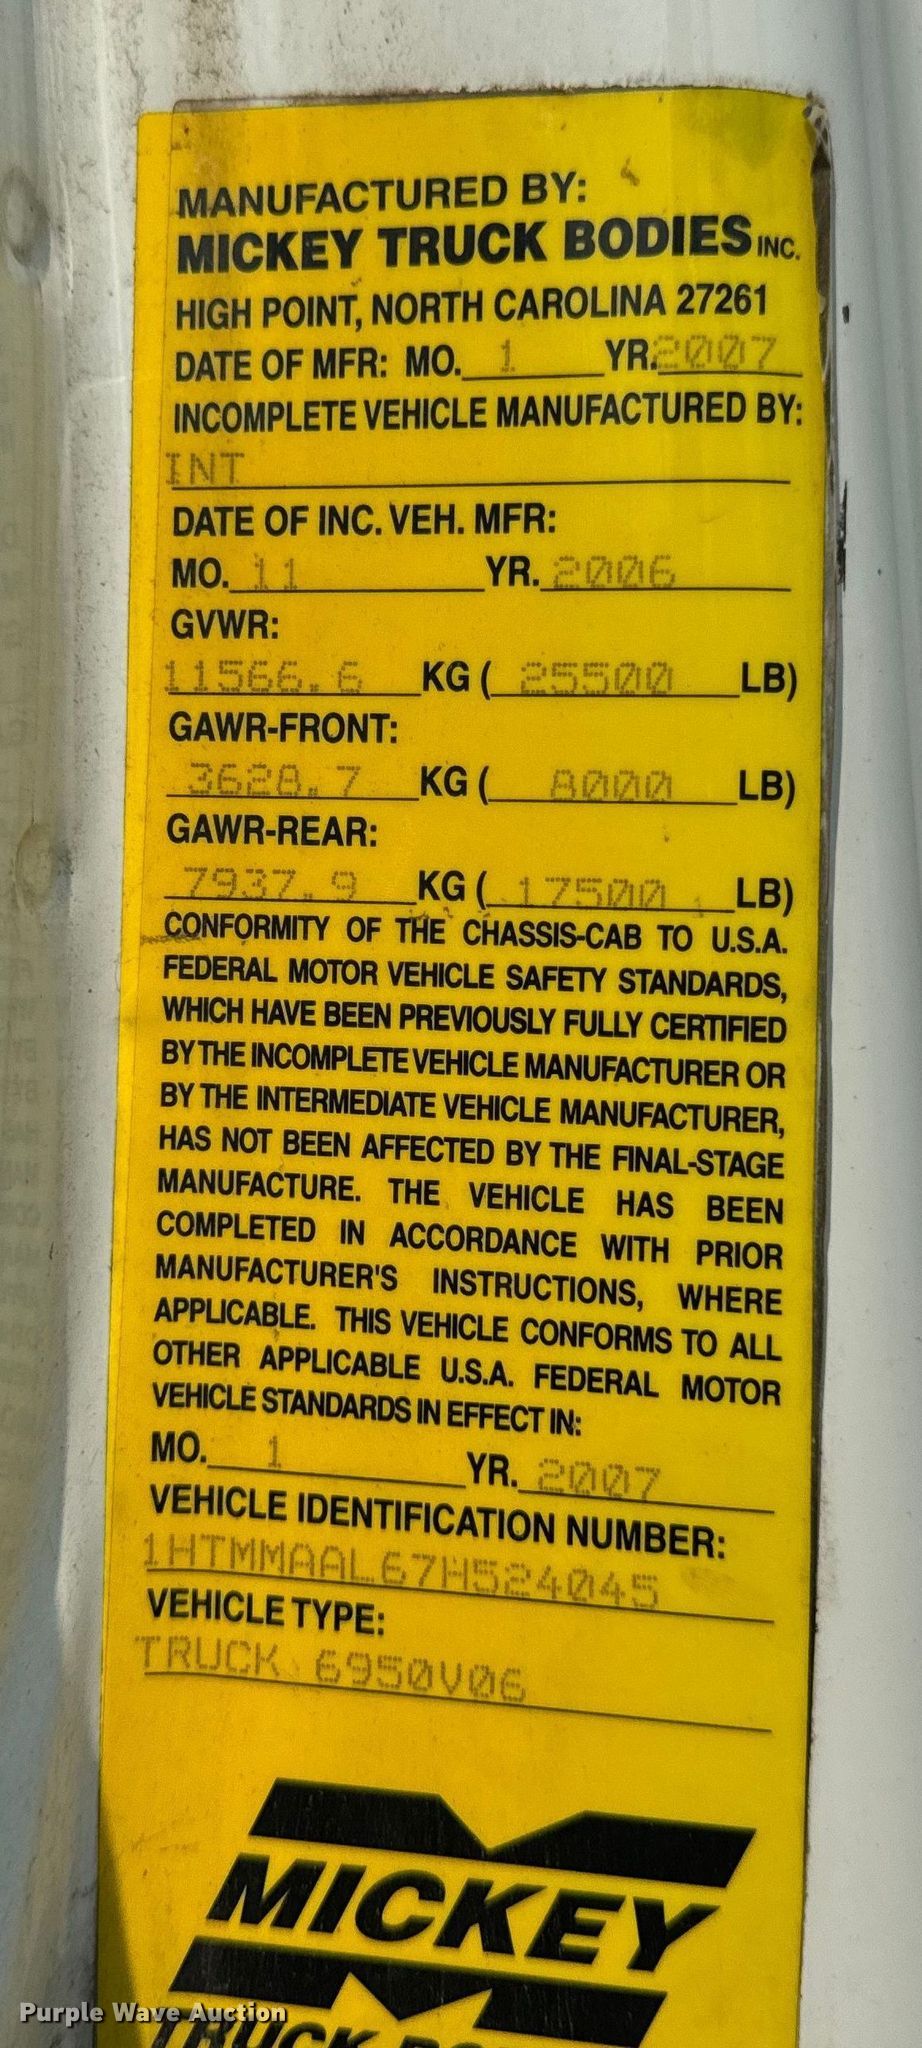 MANUFACTURED BY:
MICKEY TRUCK BODIES INC.
HIGH POINT, NORTH CAROLINA 27261
DATE OF MFR: MO. 1 YR. 2007
INCOMPLETE VEHICLE MANUFACTURED BY:
INT
DATE OF INC. VEH. MFR:
MO. 11 YR. 2006
GVWR:
11566.6 KG ( 25500 LB)
GAWR-FRONT:
3628.7 KG ( 8000 LB)
GAWR-REAR:
7937.9 KG ( 17500 LB)
CONFORMITY OF THE CHASSIS-CAB TO U.S.A.
FEDERAL MOTOR VEHICLE SAFETY STANDARDS,
WHICH HAVE BEEN PREVIOUSLY FULLY CERTIFIED
BY THE INCOMPLETE VEHICLE MANUFACTURER OR
BY THE INTERMEDIATE VEHICLE MANUFACTURER,
HAS NOT BEEN AFFECTED BY THE FINAL-STAGE
MANUFACTURE. THE VEHICLE HAS BEEN
COMPLETED IN ACCORDANCE WITH PRIOR
MANUFACTURER'S INSTRUCTIONS, WHERE
APPLICABLE. THIS VEHICLE CONFORMS TO ALL
OTHER APPLICABLE U.S.A. FEDERAL MOTOR
VEHICLE STANDARDS IN EFFECT IN:
MO. 1 YR. 2007
VEHICLE IDENTIFICATION NUMBER:
1HTMMAAL67H524045
VEHICLE TYPE:
TRUCK 6950V06
MICKEY
TRUCK
Purple Wave Auction